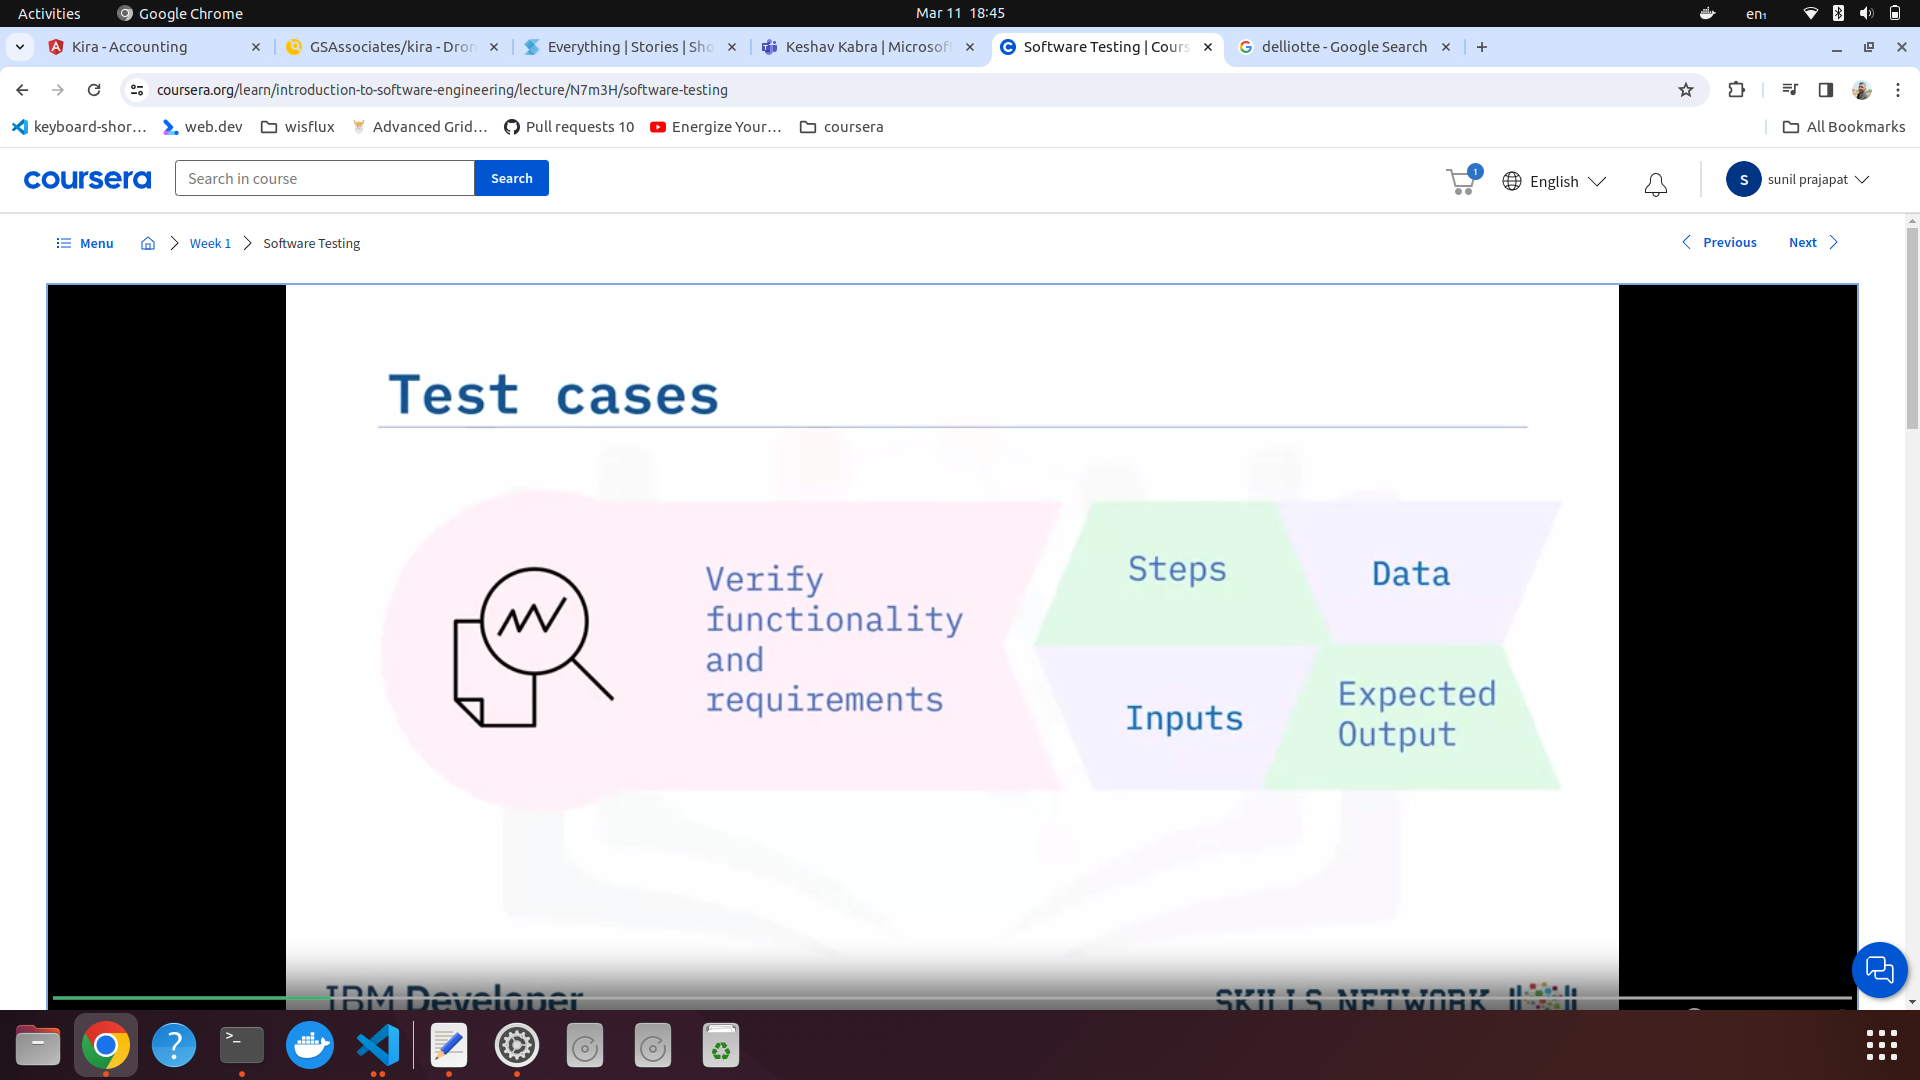 Activities
Google Chrome
Mar 11 18:45
en₁
Kira - Accounting
GSAssociates/kira - Dron
Everything | Stories | Sho
Keshav Kabra | Microsof
Software Testing | Cours
delliotte - Google Search
coursera.org/learn/introduction-to-software-engineering/lecture/N7m3H/software-testing
keyboard-shor…
web.dev
wisflux
Advanced Grid…
Pull requests 10
Energize Your…
coursera
All Bookmarks
coursera
Search in course
Search
1
English
S
sunil prajapat
Menu
Week 1
Software Testing
Previous
Next
Test cases
Verify
functionality
and
requirements
Steps
Data
Inputs
Expected
Output
IBM Developer
SKILLS NETWORK